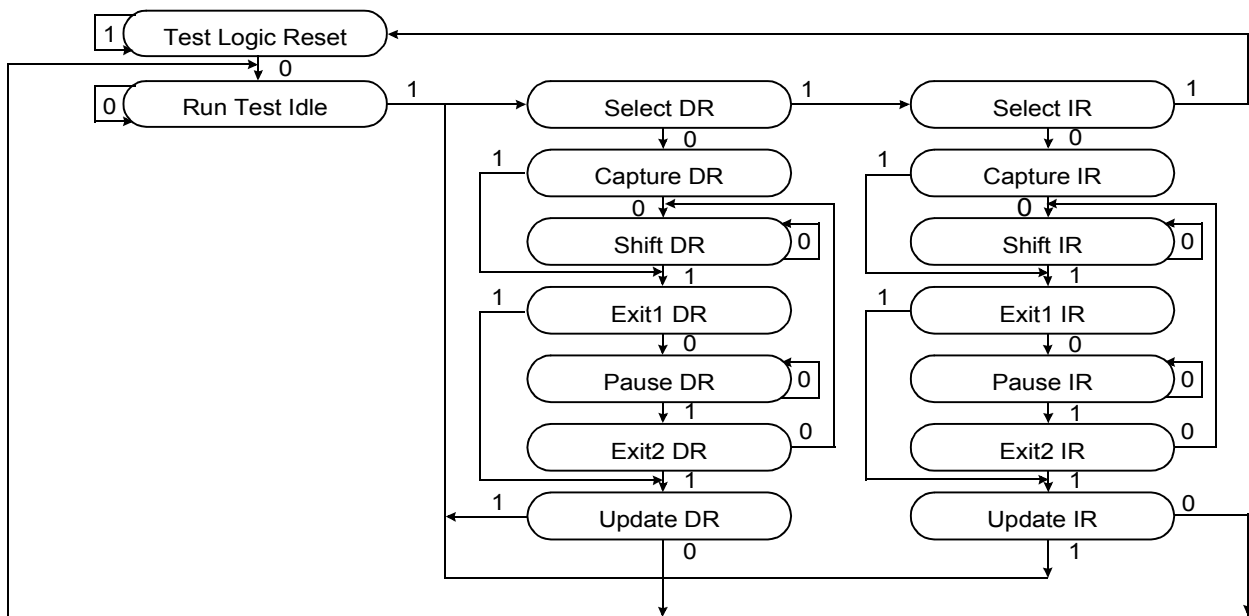 1
Test Logic Reset
0
0
Run Test Idle
1
Select DR
1
Select IR
1
0
0
1
Capture DR
1
Capture IR
0
0
Shift DR
0
Shift IR
0
1
1
1
Exit1 DR
1
Exit1 IR
0
0
Pause DR
0
Pause IR
0
1
1
Exit2 DR
0
Exit2 IR
0
1
1
1
Update DR
Update IR
0
0
1